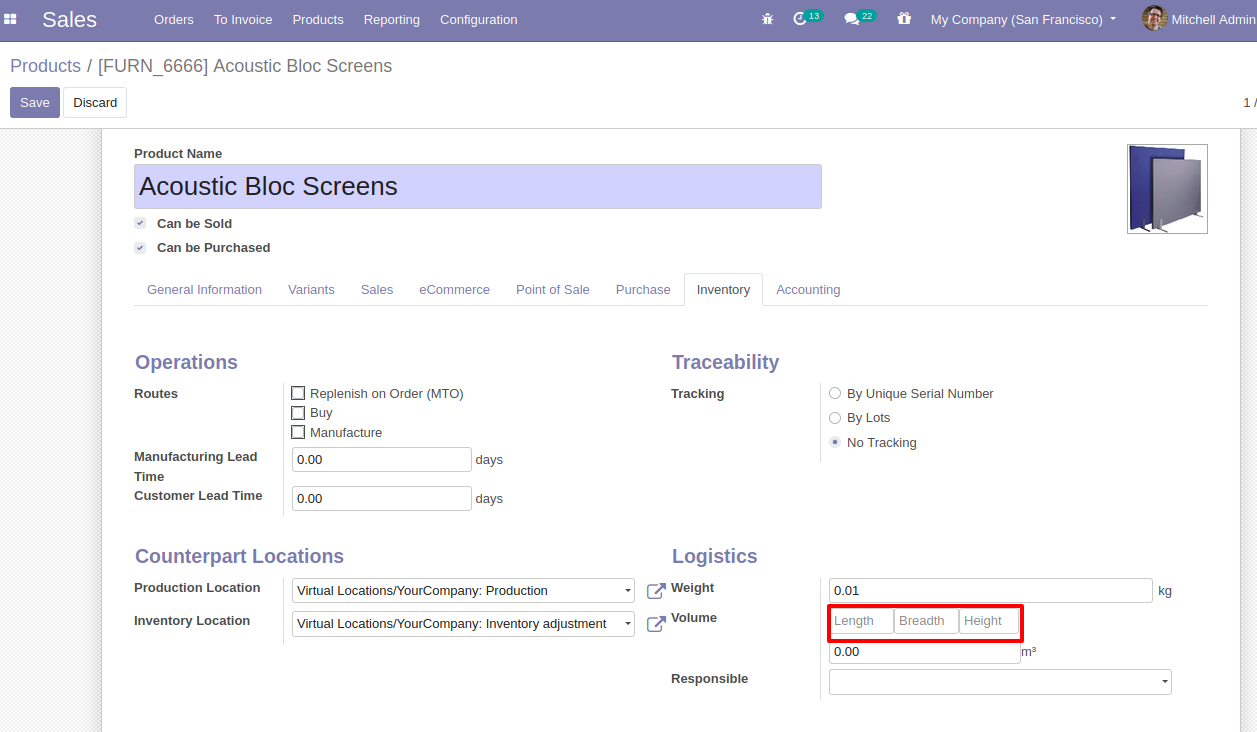 Sales Orders To Invoice Products Reporting Configuration 13 22 My Company (San Francisco) Mitchell Admin
Products / [FURN_6666] Acoustic Bloc Screens
Save Discard 1 /
Product Name
Acoustic Bloc Screens
Can be Sold
Can be Purchased
General Information Variants Sales eCommerce Point of Sale Purchase Inventory Accounting
Operations
Routes Replenish on Order (MTO)
Buy
Manufacture
Manufacturing Lead Time 0.00 days
Customer Lead Time 0.00 days
Traceability
Tracking By Unique Serial Number
By Lots
No Tracking
Counterpart Locations
Production Location Virtual Locations/YourCompany: Production
Inventory Location Virtual Locations/YourCompany: Inventory adjustment
Logistics
Weight 0.01 kg
Volume Length Breadth Height
0.00 m³
Responsible